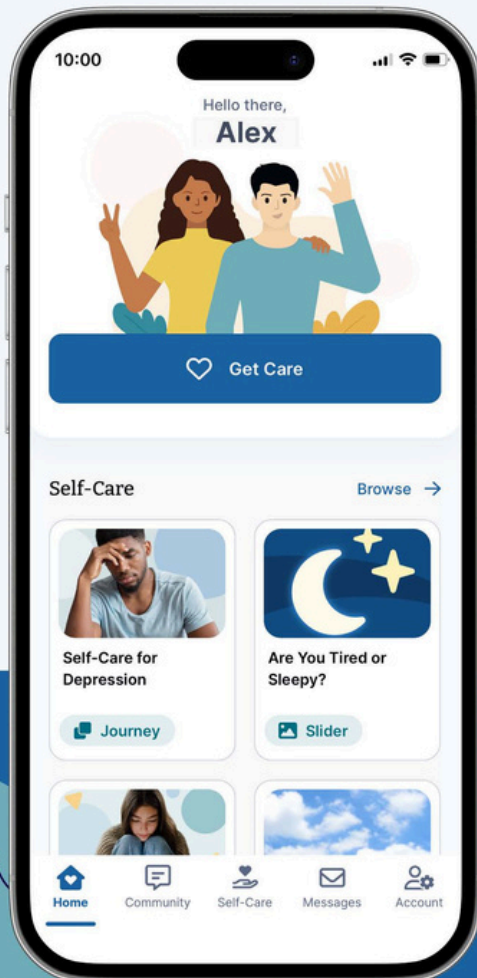 10:00
Hello there,
Alex
Get Care
Self-Care
Browse
Self-Care for
Depression
Journey
Are You Tired or
Sleepy?
Slider
Home
Community
Self-Care
Messages
Account